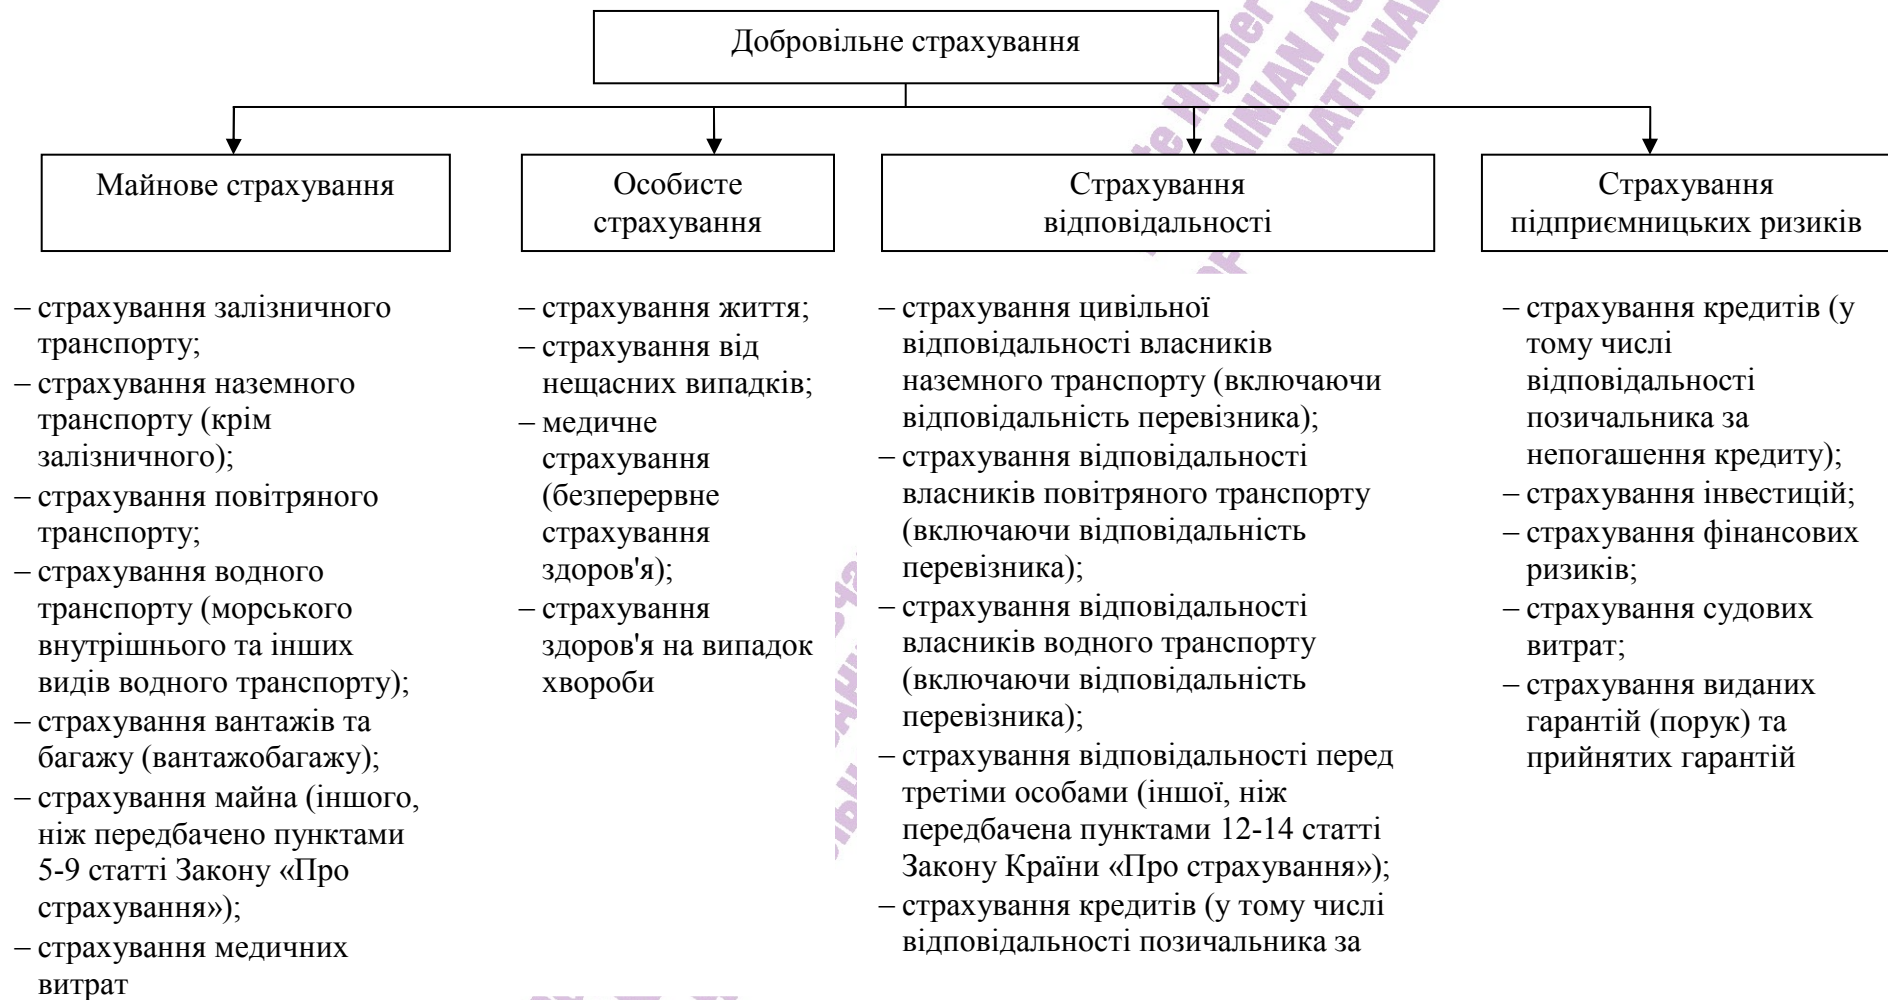 Добровільне страхування
Майнове страхування
Особисте
страхування
Страхування
відповідальності
Страхування
підприємницьких ризиків
– страхування залізничного
транспорту;
– страхування наземного
транспорту (крім
залізничного);
– страхування повітряного
транспорту;
– страхування водного
транспорту (морського
внутрішнього та інших
видів водного транспорту);
– страхування вантажів та
багажу (вантажобагажу);
– страхування майна (іншого,
ніж передбачено пунктами
5-9 статті Закону «Про
страхування»);
– страхування медичних
витрат
– страхування життя;
– страхування від
нещасних випадків;
– медичне
страхування
(безперервне
страхування
здоров'я);
– страхування
здоров'я на випадок
хвороби
– страхування цивільної
відповідальності власників
наземного транспорту (включаючи
відповідальність перевізника);
– страхування відповідальності
власників повітряного транспорту
(включаючи відповідальність
перевізника);
– страхування відповідальності
власників водного транспорту
(включаючи відповідальність
перевізника);
– страхування відповідальності перед
третіми особами (іншої, ніж
передбачена пунктами 12-14 статті
Закону Країни «Про страхування»);
– страхування кредитів (у тому числі
відповідальності позичальника за
– страхування кредитів (у
тому числі
відповідальності
позичальника за
непогашення кредиту);
– страхування інвестицій;
– страхування фінансових
ризиків;
– страхування судових
витрат;
– страхування виданих
гарантій (порук) та
прийнятих гарантій